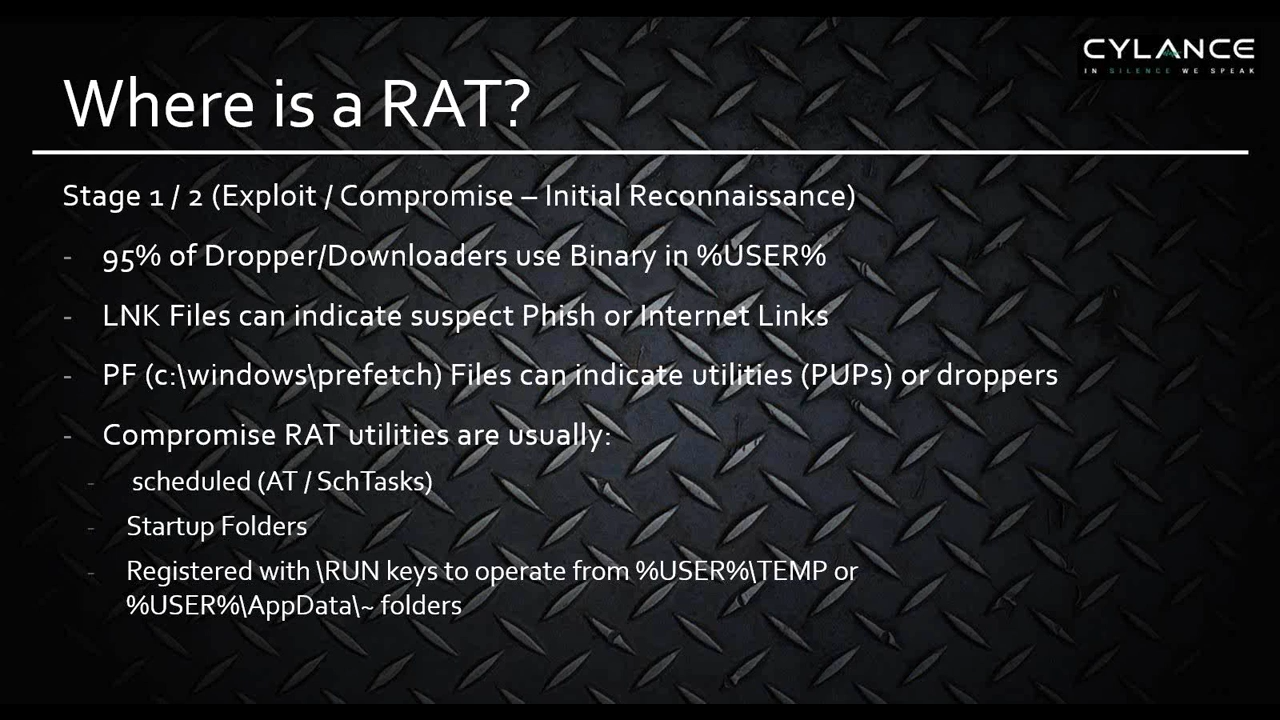 CYLANCE
IN SILENCE WE SPEAK
Where is a RAT?
Stage 1 / 2 (Exploit / Compromise – Initial Reconnaissance)
- 95% of Dropper/Downloaders use Binary in %USER%
- LNK Files can indicate suspect Phish or Internet Links
- PF (c:\windows\prefetch) Files can indicate utilities (PUPs) or droppers
- Compromise RAT utilities are usually:
- scheduled (AT / SchTasks)
- Startup Folders
- Registered with \RUN keys to operate from %USER%\TEMP or
%USER%\AppData\~ folders